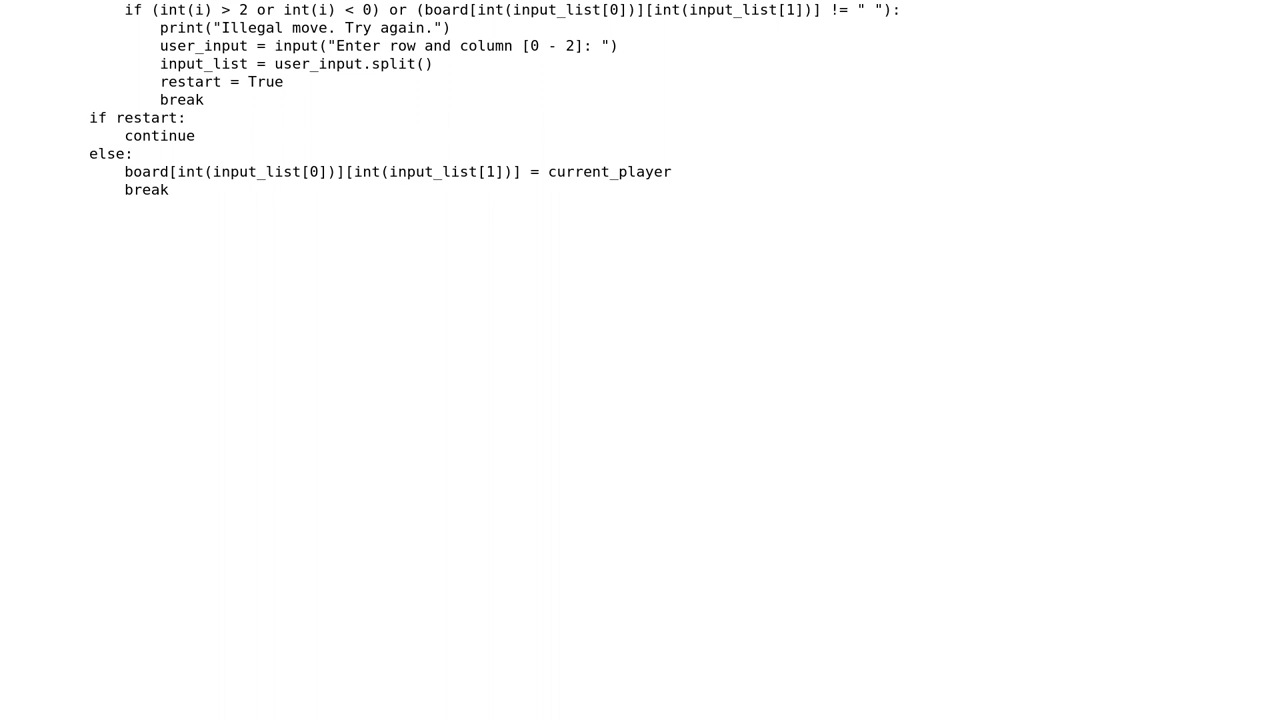 if (int(i) > 2 or int(i) < 0) or (board[int(input_list[0])][int(input_list[1])] != " "):
print("Illegal move. Try again.")
user_input = input("Enter row and column [0 - 2]: ")
input_list = user_input.split()
restart = True
break
if restart:
continue
else:
board[int(input_list[0])][int(input_list[1])] = current_player
break